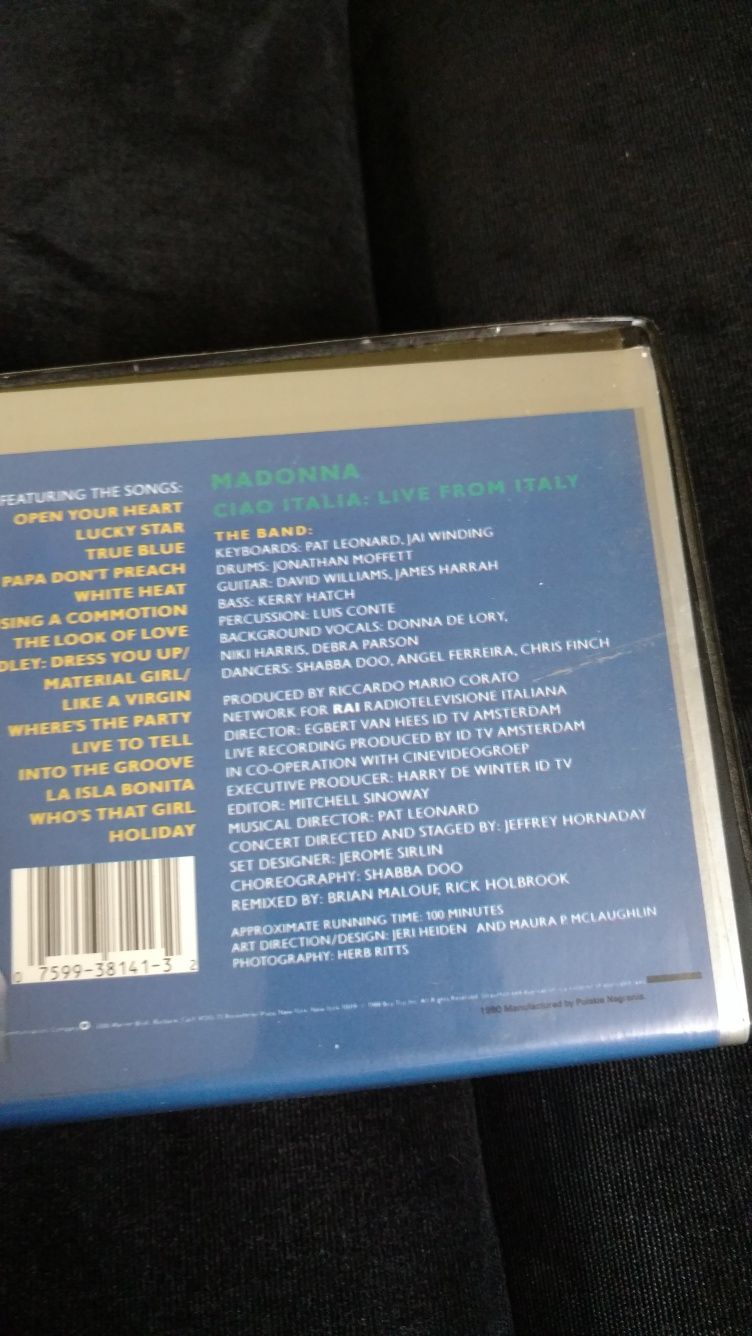 FEATURING THE SONGS:
OPEN YOUR HEART
LUCKY STAR
TRUE BLUE
PAPA DON'T PREACH
WHITE HEAT
SING A COMMOTION
THE LOOK OF LOVE
DLEY: DRESS YOU UP/
MATERIAL GIRL/
LIKE A VIRGIN
WHERE'S THE PARTY
LIVE TO TELL
INTO THE GROOVE
LA ISLA BONITA
WHO'S THAT GIRL
HOLIDAY
0 7599-38141-3 2
MADONNA
CIAO ITALIA: LIVE FROM ITALY
THE BAND:
KEYBOARDS: PAT LEONARD, JAI WINDING
DRUMS: JONATHAN MOFFETT
GUITAR: DAVID WILLIAMS, JAMES HARRAH
BASS: KERRY HATCH
PERCUSSION: LUIS CONTE
BACKGROUND VOCALS: DONNA DE LORY,
NIKI HARRIS, DEBRA PARSON
DANCERS: SHABBA DOO, ANGEL FERREIRA, CHRIS FINCH
PRODUCED BY RICCARDO MARIO CORATO
NETWORK FOR RAI RADIOTELEVISIONE ITALIANA
DIRECTOR: EGBERT VAN HEES ID TV AMSTERDAM
LIVE RECORDING PRODUCED BY ID TV AMSTERDAM
IN CO-OPERATION WITH CINEVIDEOGROEP
EXECUTIVE PRODUCER: HARRY DE WINTER ID TV
EDITOR: MITCHELL SINOWAY
MUSICAL DIRECTOR: PAT LEONARD
CONCERT DIRECTED AND STAGED BY: JEFFREY HORNADAY
SET DESIGNER: JEROME SIRLIN
CHOREOGRAPHY: SHABBA DOO
REMIXED BY: BRIAN MALOUF, RICK HOLBROOK
APPROXIMATE RUNNING TIME: 100 MINUTES
ART DIRECTION/DESIGN: JERI HEIDEN AND MAURA P. MCLAUGHLIN
PHOTOGRAPHY: HERB RITTS
Manufactured by